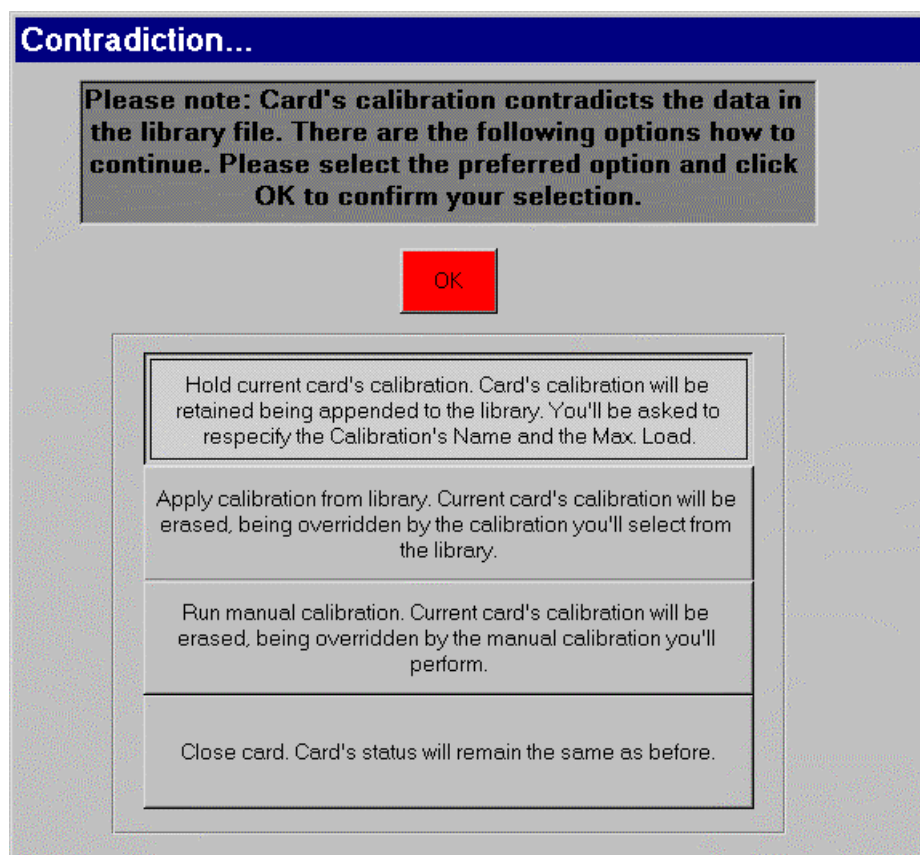 Contradiction...
Please note: Card's calibration contradicts the data in
the library file. There are the following options how to
continue. Please select the preferred option and click
OK to confirm your selection.
OK
Hold current card's calibration. Card's calibration will be
retained being appended to the library. You'll be asked to
respecify the Calibration's Name and the Max. Load.
Apply calibration from library. Current card's calibration will be
erased, being overridden by the calibration you'll select from
the library.
Run manual calibration. Current card's calibration will be
erased, being overridden by the manual calibration you'll
perform.
Close card. Card's status will remain the same as before.